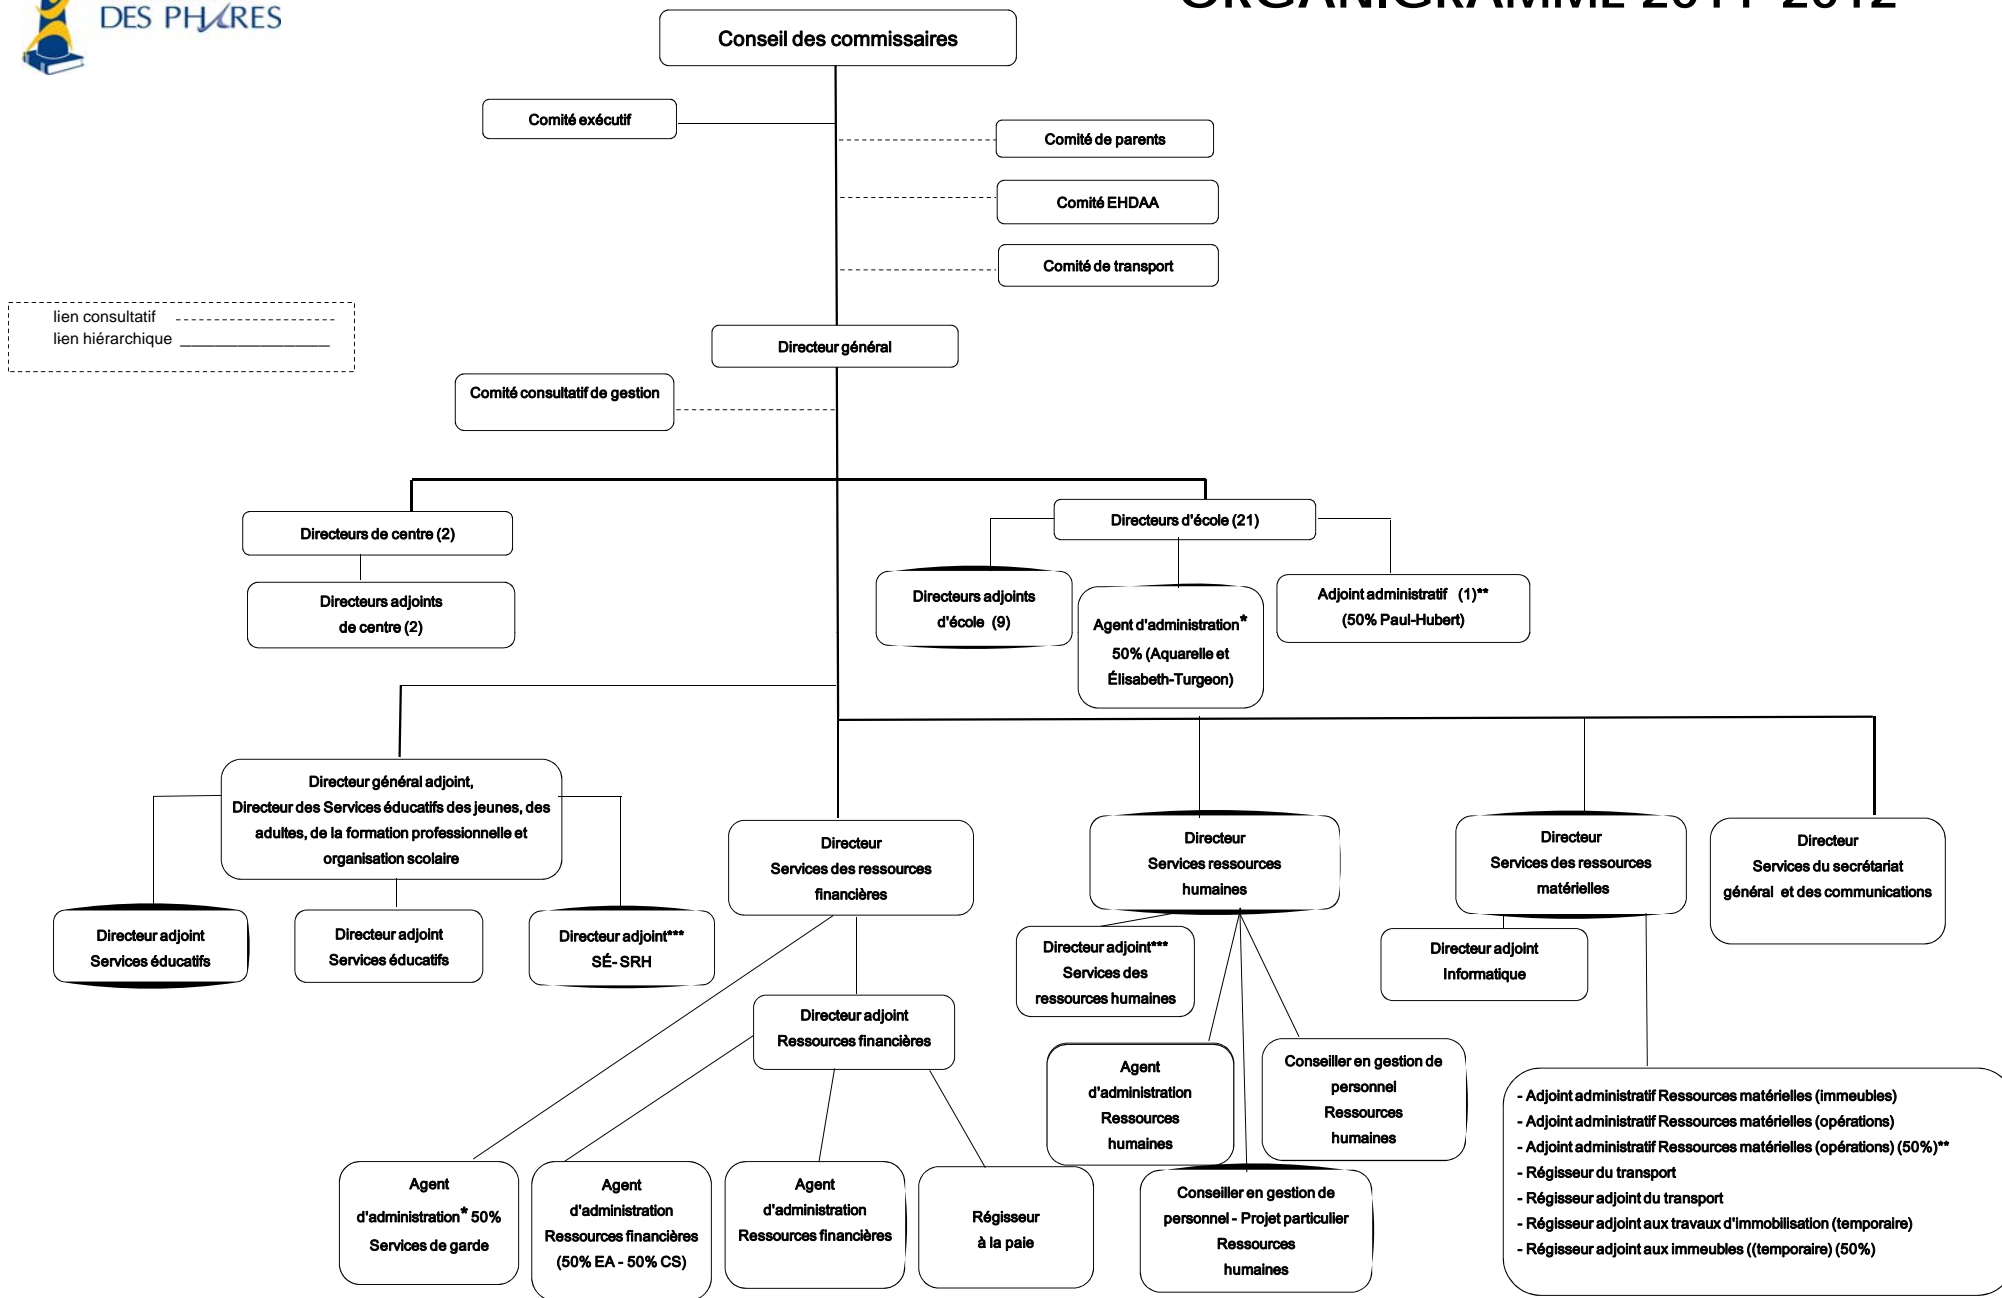 DES PHARES
ORGANIGRAMME 2011-2012
Conseil des commissaires
Comité exécutif
Comité de parents
Comité EHDAA
Comité de transport
lien consultatif
lien hiérarchique
Directeur général
Comité consultatif de gestion
Directeurs de centre (2)
Directeurs adjoints
de centre (2)
Directeurs d'école (21)
Directeurs adjoints
d'école (9)
Agent d'administration*
50% (Aquarelle et
Élisabeth-Turgeon)
Adjoint administratif (1)**
(50% Paul-Hubert)
Directeur général adjoint,
Directeur des Services éducatifs des jeunes, des
adultes, de la formation professionnelle et
organisation scolaire
Directeur adjoint
Services éducatifs
Directeur adjoint
Services éducatifs
Directeur adjoint***
SÉ- SRH
Directeur
Services des ressources
financières
Directeur
Services ressources
humaines
Directeur
Services des ressources
matérielles
Directeur
Services du secrétariat
général et des communications
Directeur adjoint
Ressources financières
Directeur adjoint***
Services des
ressources humaines
Directeur adjoint
Informatique
Agent
d'administration
Ressources
humaines
Conseiller en gestion de
personnel
Ressources
humaines
Agent
d'administration* 50%
Services de garde
Agent
d'administration
Ressources financières
(50% EA - 50% CS)
Agent
d'administration
Ressources financières
Régisseur
à la paie
Conseiller en gestion de
personnel - Projet particulier
Ressources
humaines
- Adjoint administratif Ressources matérielles (immeubles)
- Adjoint administratif Ressources matérielles (opérations)
- Adjoint administratif Ressources matérielles (opérations) (50%)**
- Régisseur du transport
- Régisseur adjoint du transport
- Régisseur adjoint aux travaux d'immobilisation (temporaire)
- Régisseur adjoint aux immeubles ((temporaire) (50%)